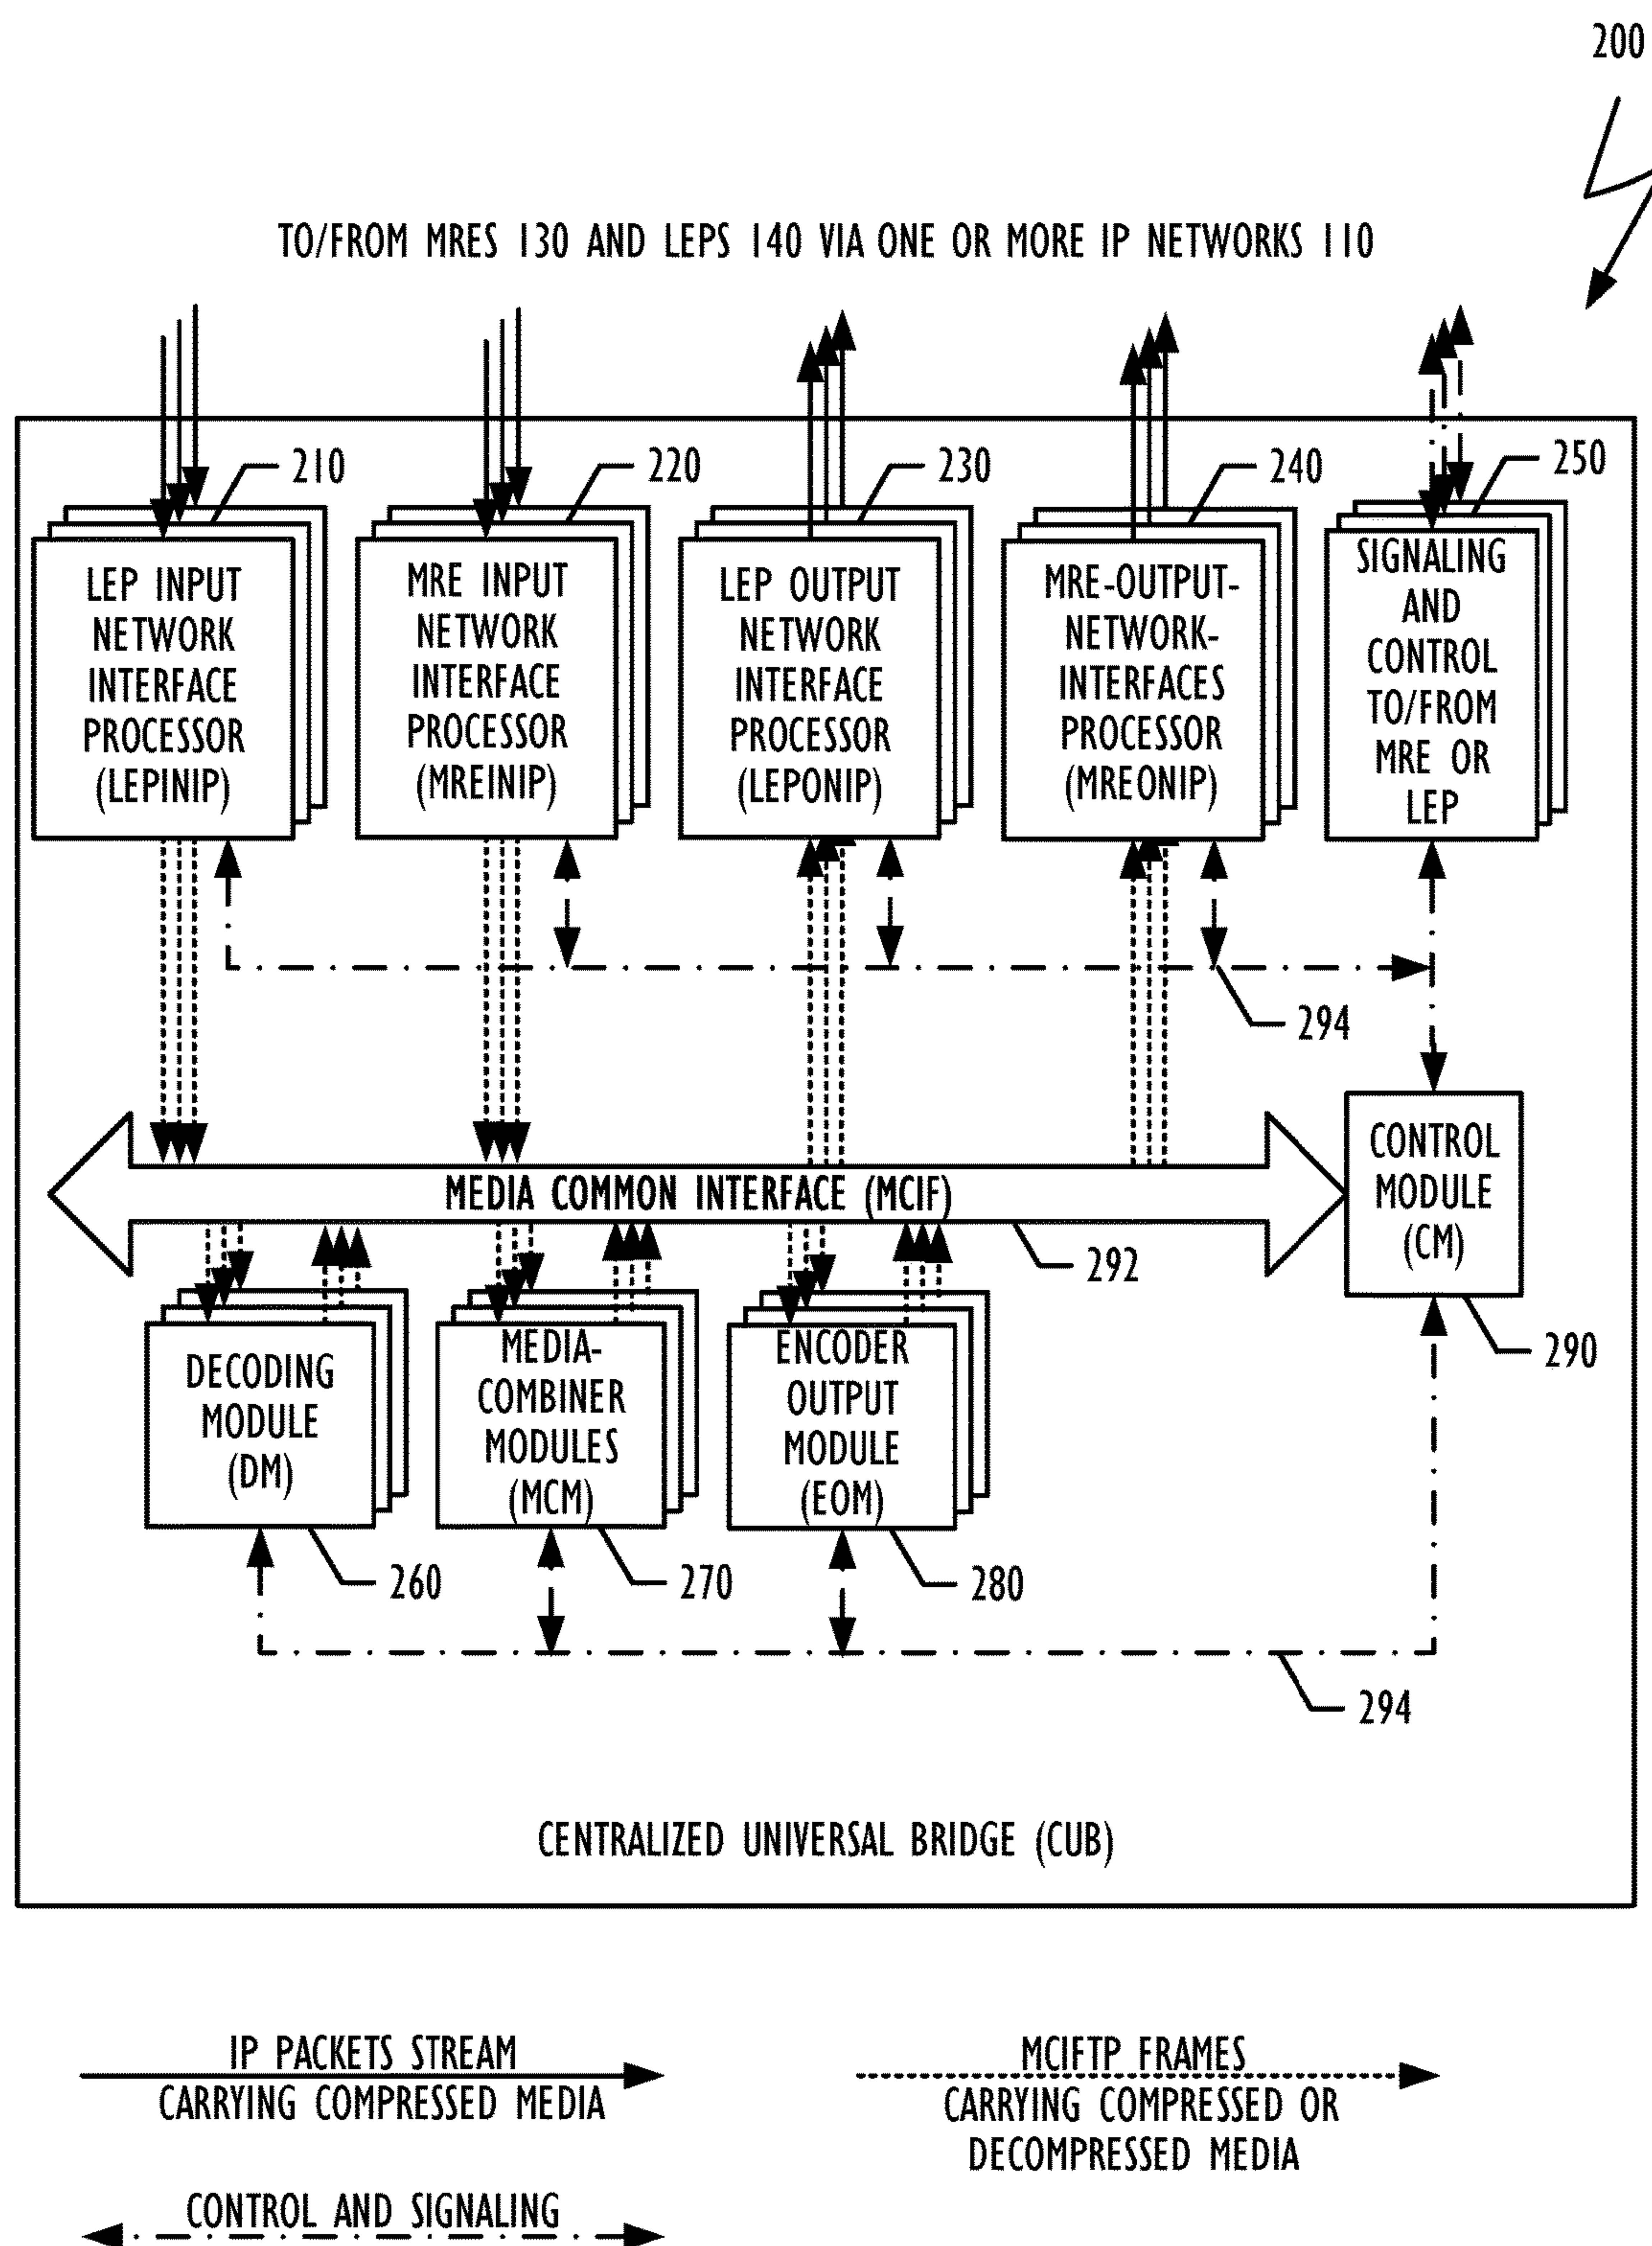 200
TO/FROM MRES 130 AND LEPS 140 VIA ONE OR MORE IP NETWORKS 110
210
220
230
240
250
LEP INPUT
NETWORK
INTERFACE
PROCESSOR
(LEPINIP)
MRE INPUT
NETWORK
INTERFACE
PROCESSOR
(MREINIP)
LEP OUTPUT
NETWORK
INTERFACE
PROCESSOR
(LEPONIP)
MRE-OUTPUT-
NETWORK-
INTERFACES
PROCESSOR
(MREONIP)
SIGNALING
AND
CONTROL
TO/FROM
MRE OR
LEP
294
MEDIA COMMON INTERFACE (MCIF)
292
CONTROL
MODULE
(CM)
290
DECODING
MODULE
(DM)
260
MEDIA-
COMBINER
MODULES
(MCM)
270
ENCODER
OUTPUT
MODULE
(EOM)
280
294
CENTRALIZED UNIVERSAL BRIDGE (CUB)
IP PACKETS STREAM
CARRYING COMPRESSED MEDIA
MCIFTP FRAMES
CARRYING COMPRESSED OR
DECOMPRESSED MEDIA
CONTROL AND SIGNALING